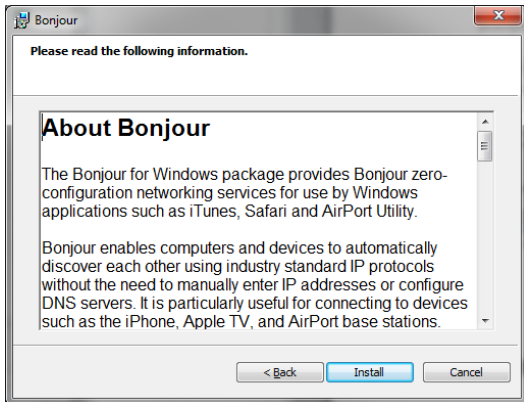 Bonjour
Please read the following information.
About Bonjour
The Bonjour for Windows package provides Bonjour zero-
configuration networking services for use by Windows
applications such as iTunes, Safari and AirPort Utility.
Bonjour enables computers and devices to automatically
discover each other using industry standard IP protocols
without the need to manually enter IP addresses or configure
DNS servers. It is particularly useful for connecting to devices
such as the iPhone, Apple TV, and AirPort base stations.
< Back
Install
Cancel